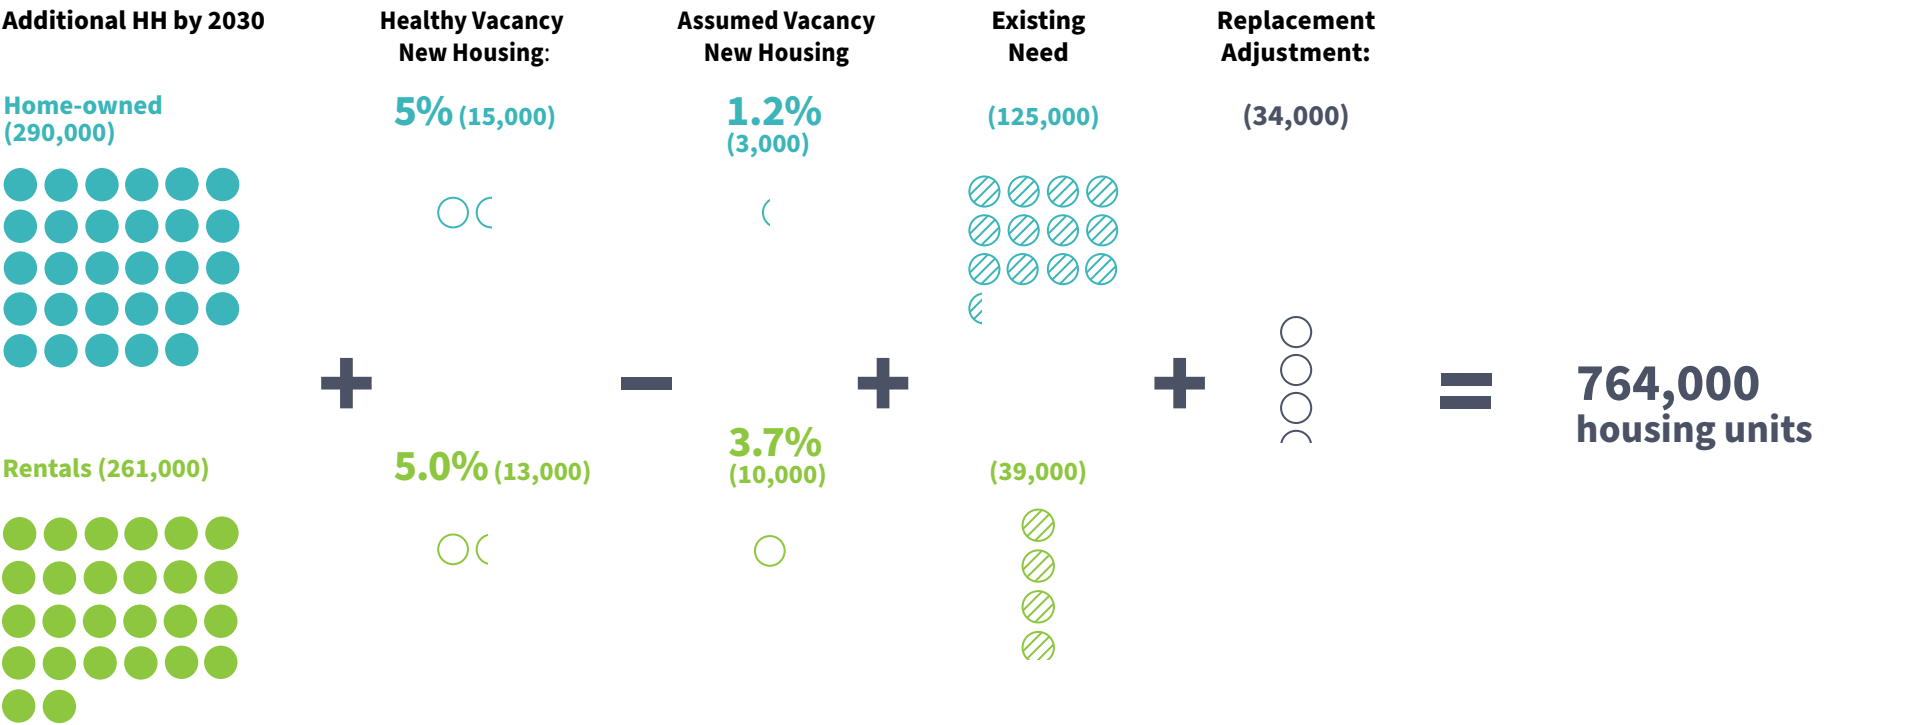 Additional HH by 2030
Healthy Vacancy
New Housing:
Assumed Vacancy
New Housing
Existing
Need
Replacement
Adjustment:
Home-owned
(290,000)
5% (15,000)
1.2%
(3,000)
(125,000)
(34,000)
+
−
+
+
=
764,000
housing units
Rentals (261,000)
5.0% (13,000)
3.7%
(10,000)
(39,000)